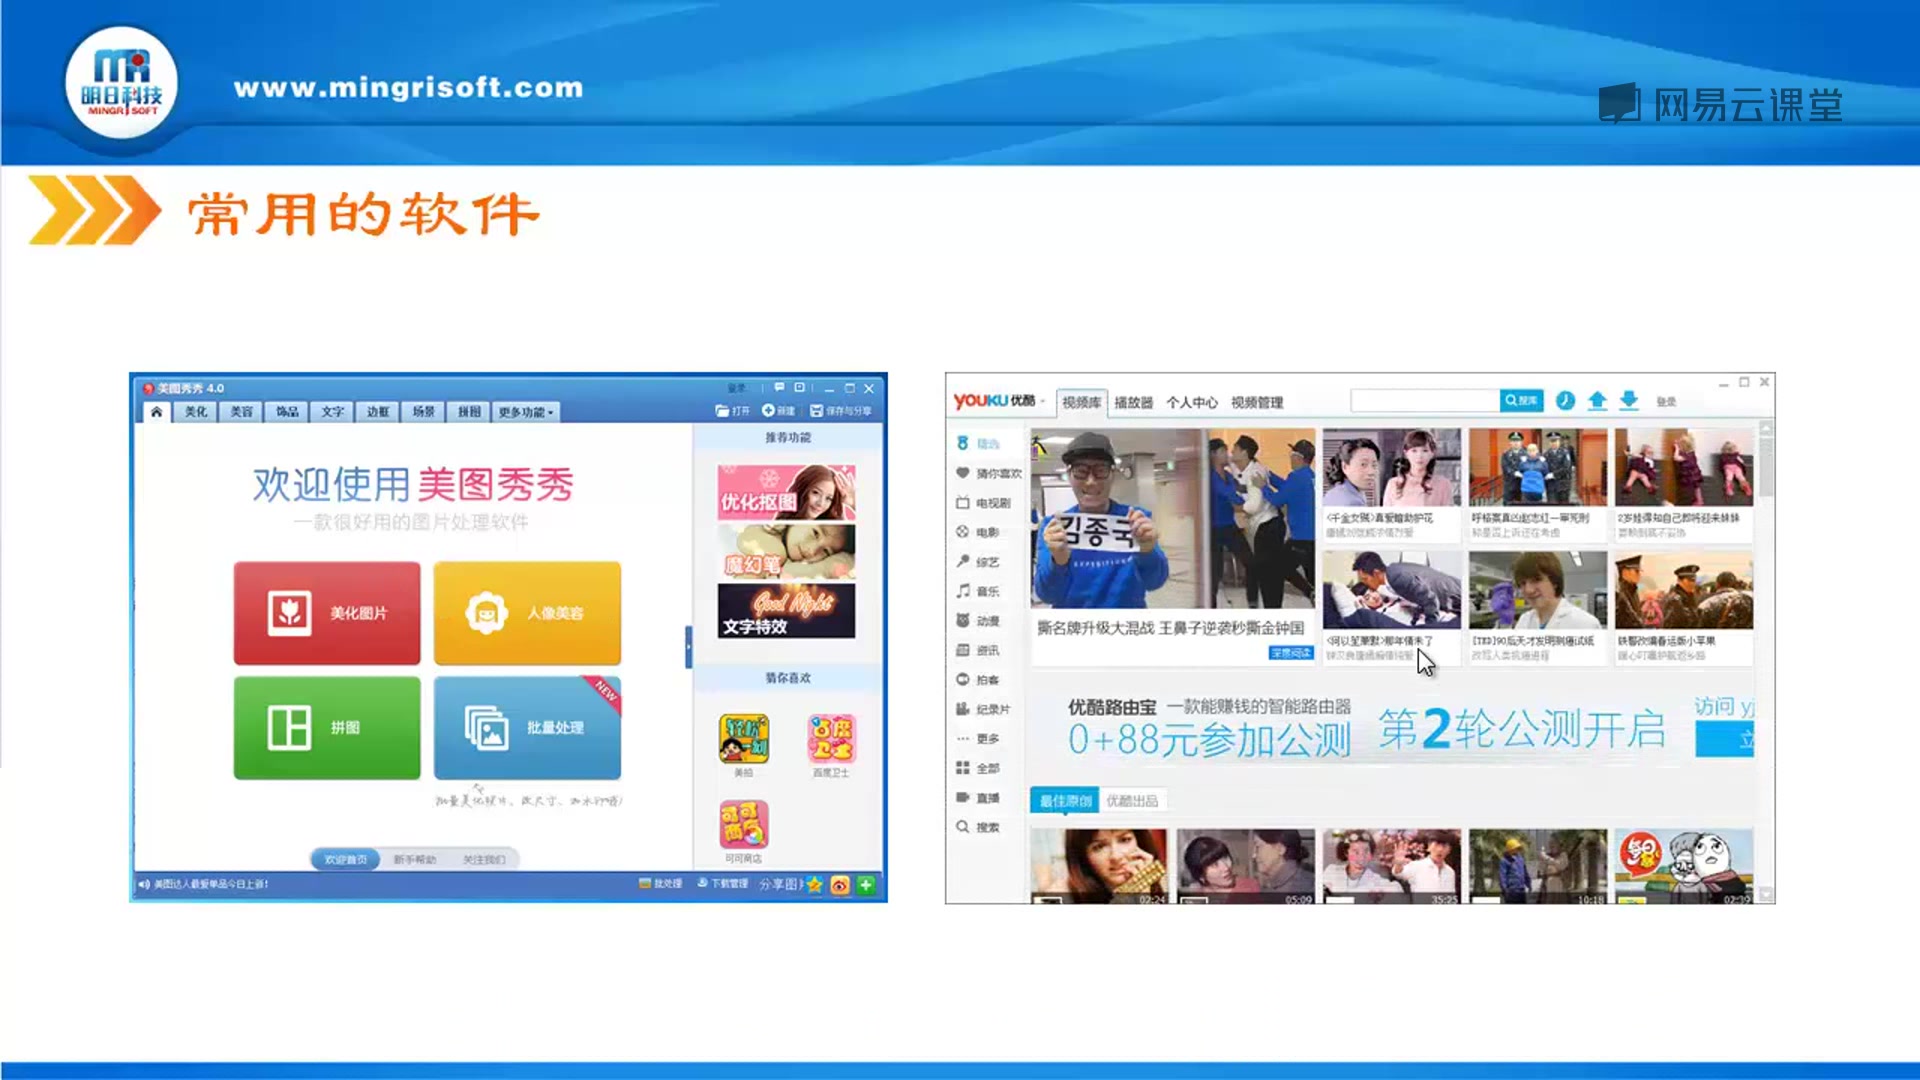 明日科技
MINGRISOFT
www.mingrisoft.com
网易云课堂
常用的软件
美图秀秀 4.0
登录
美化 美容 饰品 文字 边框 场景 拼图 更多功能
打开 新建 保存与分享
欢迎使用 美图秀秀
一款很好用的图片处理软件
美化图片
人像美容
拼图
批量处理
NEW
欢迎首页 新手帮助 关注我们
推荐功能
优化抠图
魔幻笔
Good Night
文字特效
猜你喜欢
美拍
百度卫士
可可商店
美图达人最爱单品今日上新!
批处理 下载管理 分享图片
YOUKU 优酷
视频库 播放器 个人中心 视频管理
搜库
登录
精选
猜你喜欢
电视剧
电影
综艺
音乐
动漫
资讯
拍客
纪录片
更多
全部
直播
搜索
김종국
撕名牌升级大混战 王鼻子逆袭秒撕金钟国
深度阅读
《千金女贼》真爱暗助护花
呼格案真凶赵志红一审死刑
2岁娃得知自己即将迎来妹妹
《何以笙箫默》那年情未了
[TED]90后天才发明测癌试纸
铁警改编春运版小苹果
优酷路由宝 一款能赚钱的智能路由器
0+88元参加公测
第2轮公测开启
访问 yj
立
最佳原创 优酷出品
02:24
05:09
35:25
10:18
02:39